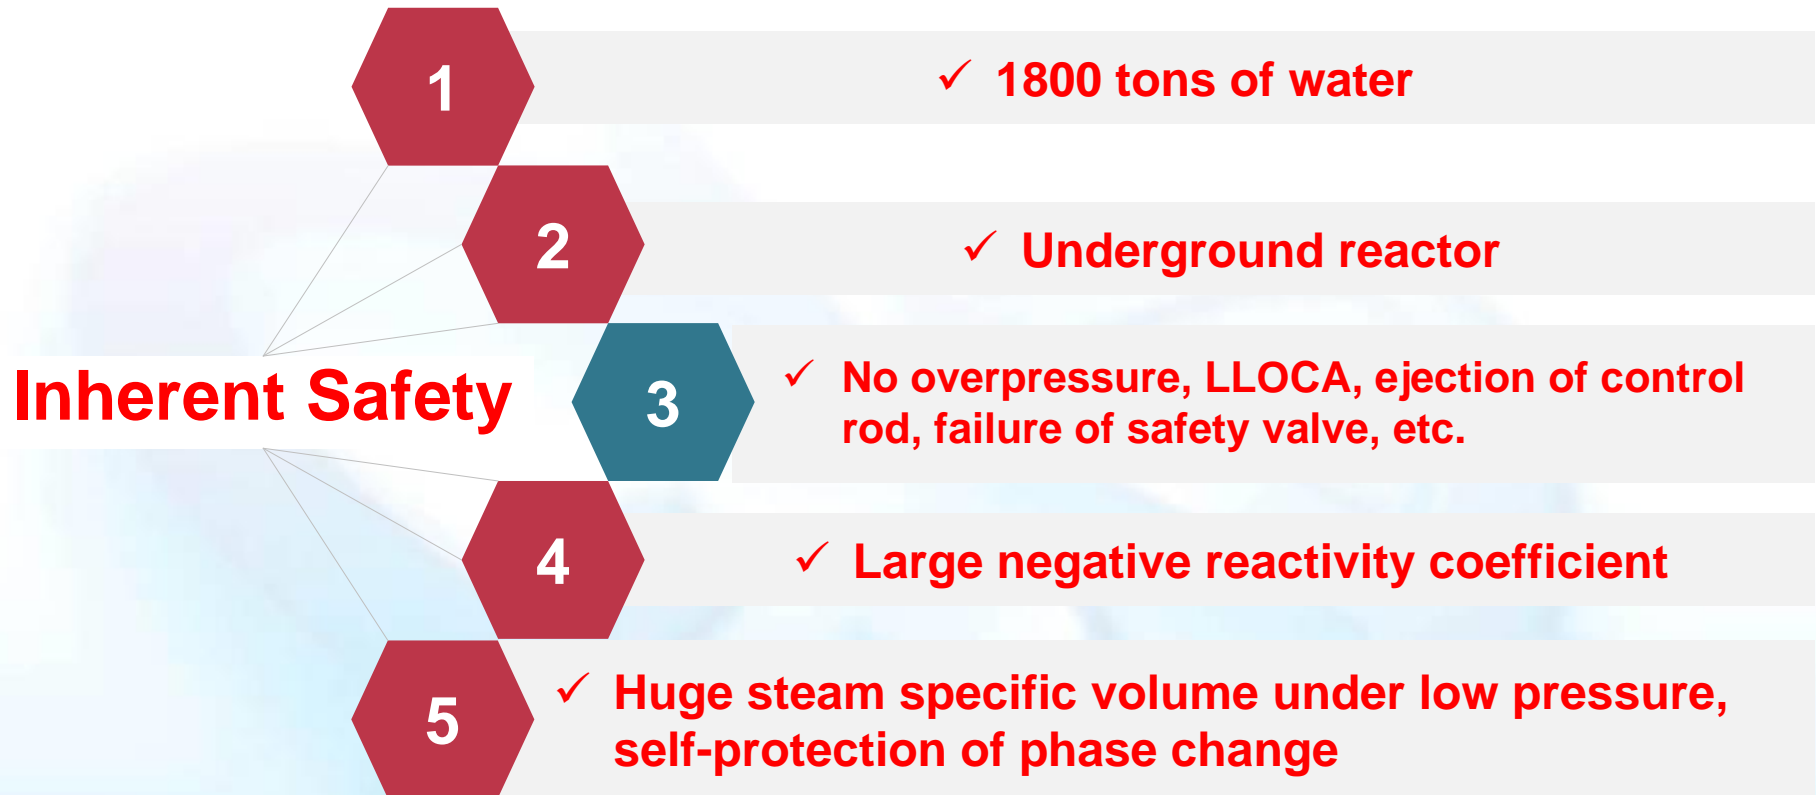 1
✓ 1800 tons of water
2
✓ Underground reactor
Inherent Safety
3
✓ No overpressure, LLOCA, ejection of control
rod, failure of safety valve, etc.
4
✓ Large negative reactivity coefficient
5
✓ Huge steam specific volume under low pressure,
self-protection of phase change